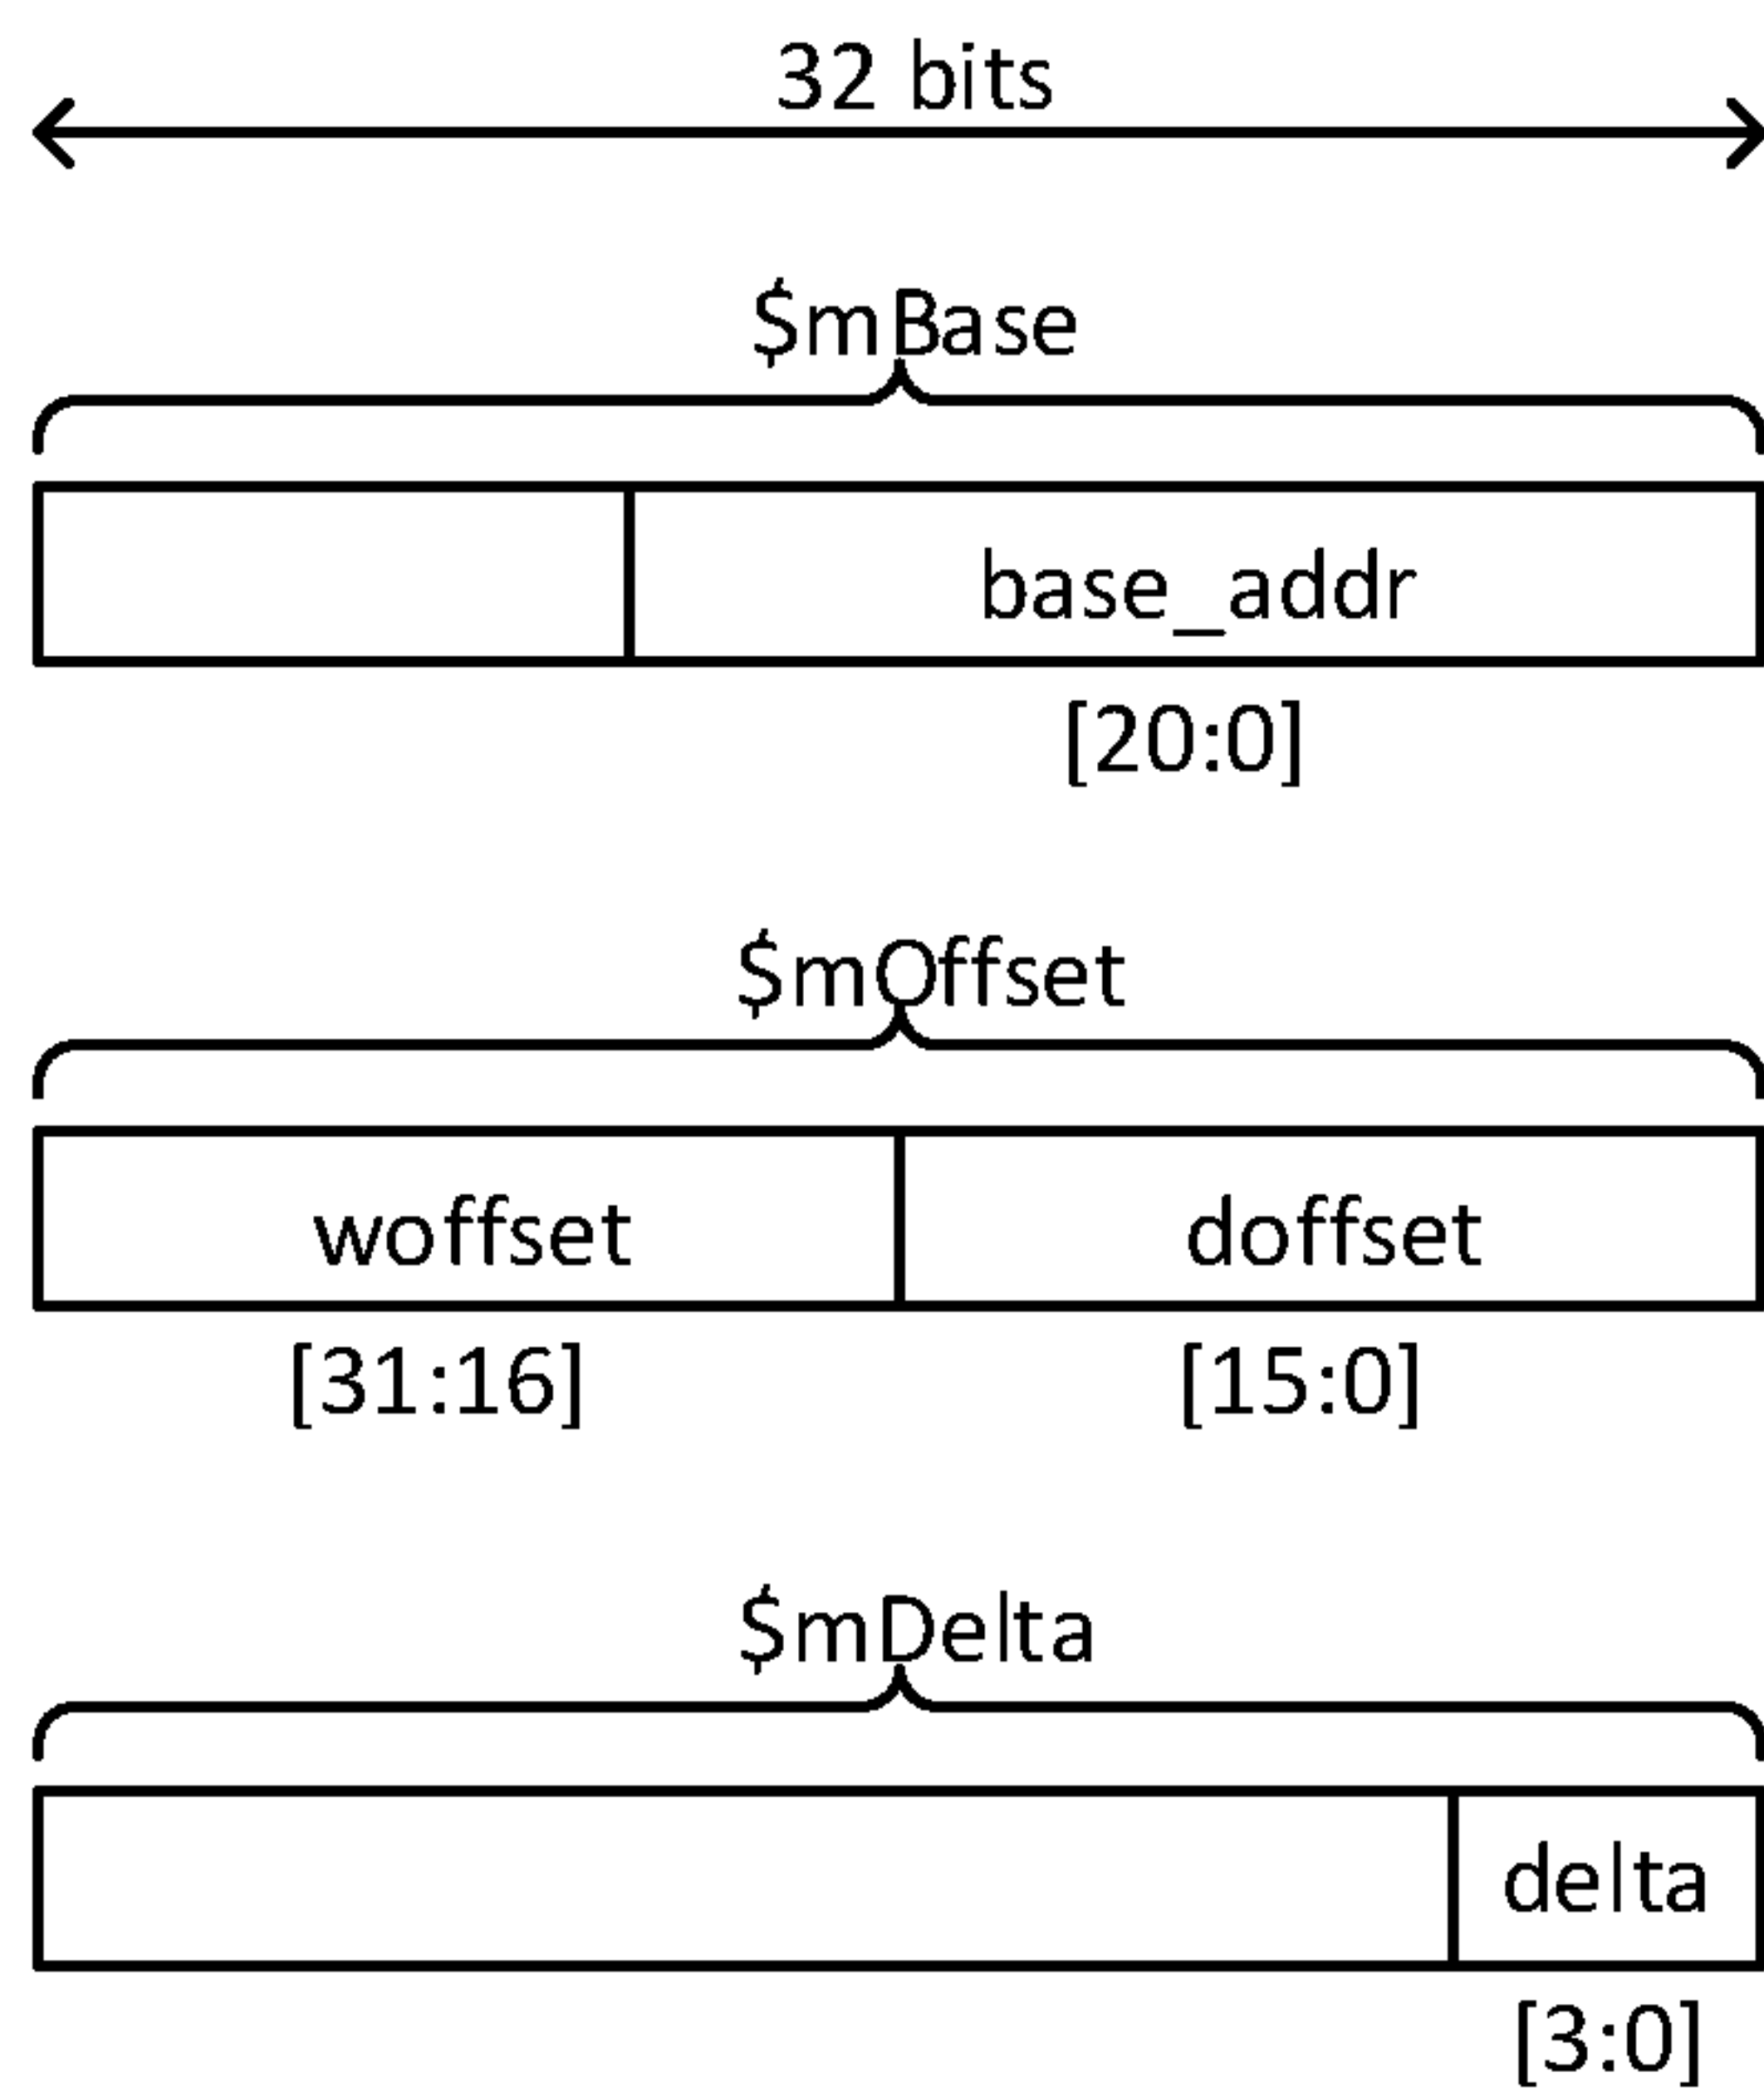 32 bits
$mBase
base_addr
[20:0]
$mOffset
woffset doffset
[31:16] [15:0]
$mDelta
delta
[3:0]